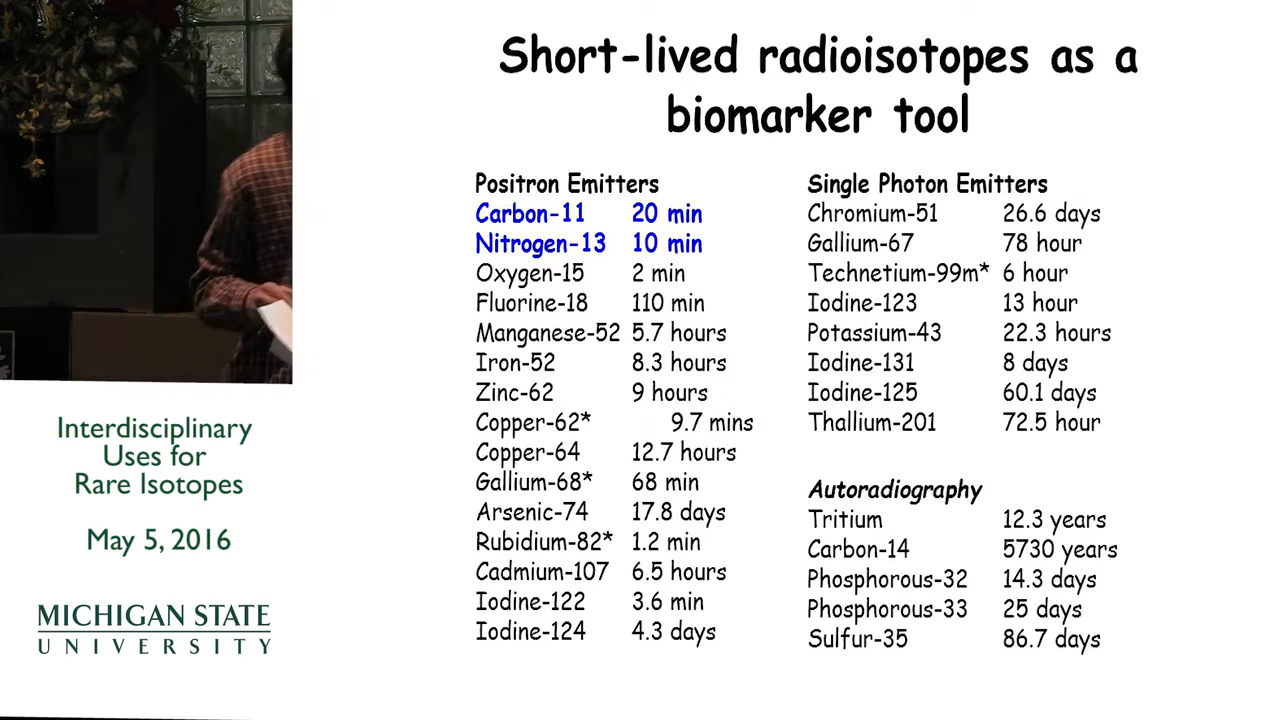 Short-lived radioisotopes as a
biomarker tool
Positron Emitters
Carbon-11 20 min
Nitrogen-13 10 min
Oxygen-15 2 min
Fluorine-18 110 min
Manganese-52 5.7 hours
Iron-52 8.3 hours
Zinc-62 9 hours
Copper-62* 9.7 mins
Copper-64 12.7 hours
Gallium-68* 68 min
Arsenic-74 17.8 days
Rubidium-82* 1.2 min
Cadmium-107 6.5 hours
Iodine-122 3.6 min
Iodine-124 4.3 days
Single Photon Emitters
Chromium-51 26.6 days
Gallium-67 78 hour
Technetium-99m* 6 hour
Iodine-123 13 hour
Potassium-43 22.3 hours
Iodine-131 8 days
Iodine-125 60.1 days
Thallium-201 72.5 hour
Autoradiography
Tritium 12.3 years
Carbon-14 5730 years
Phosphorous-32 14.3 days
Phosphorous-33 25 days
Sulfur-35 86.7 days
Interdisciplinary
Uses for
Rare Isotopes
May 5, 2016
MICHIGAN STATE
UNIVERSITY